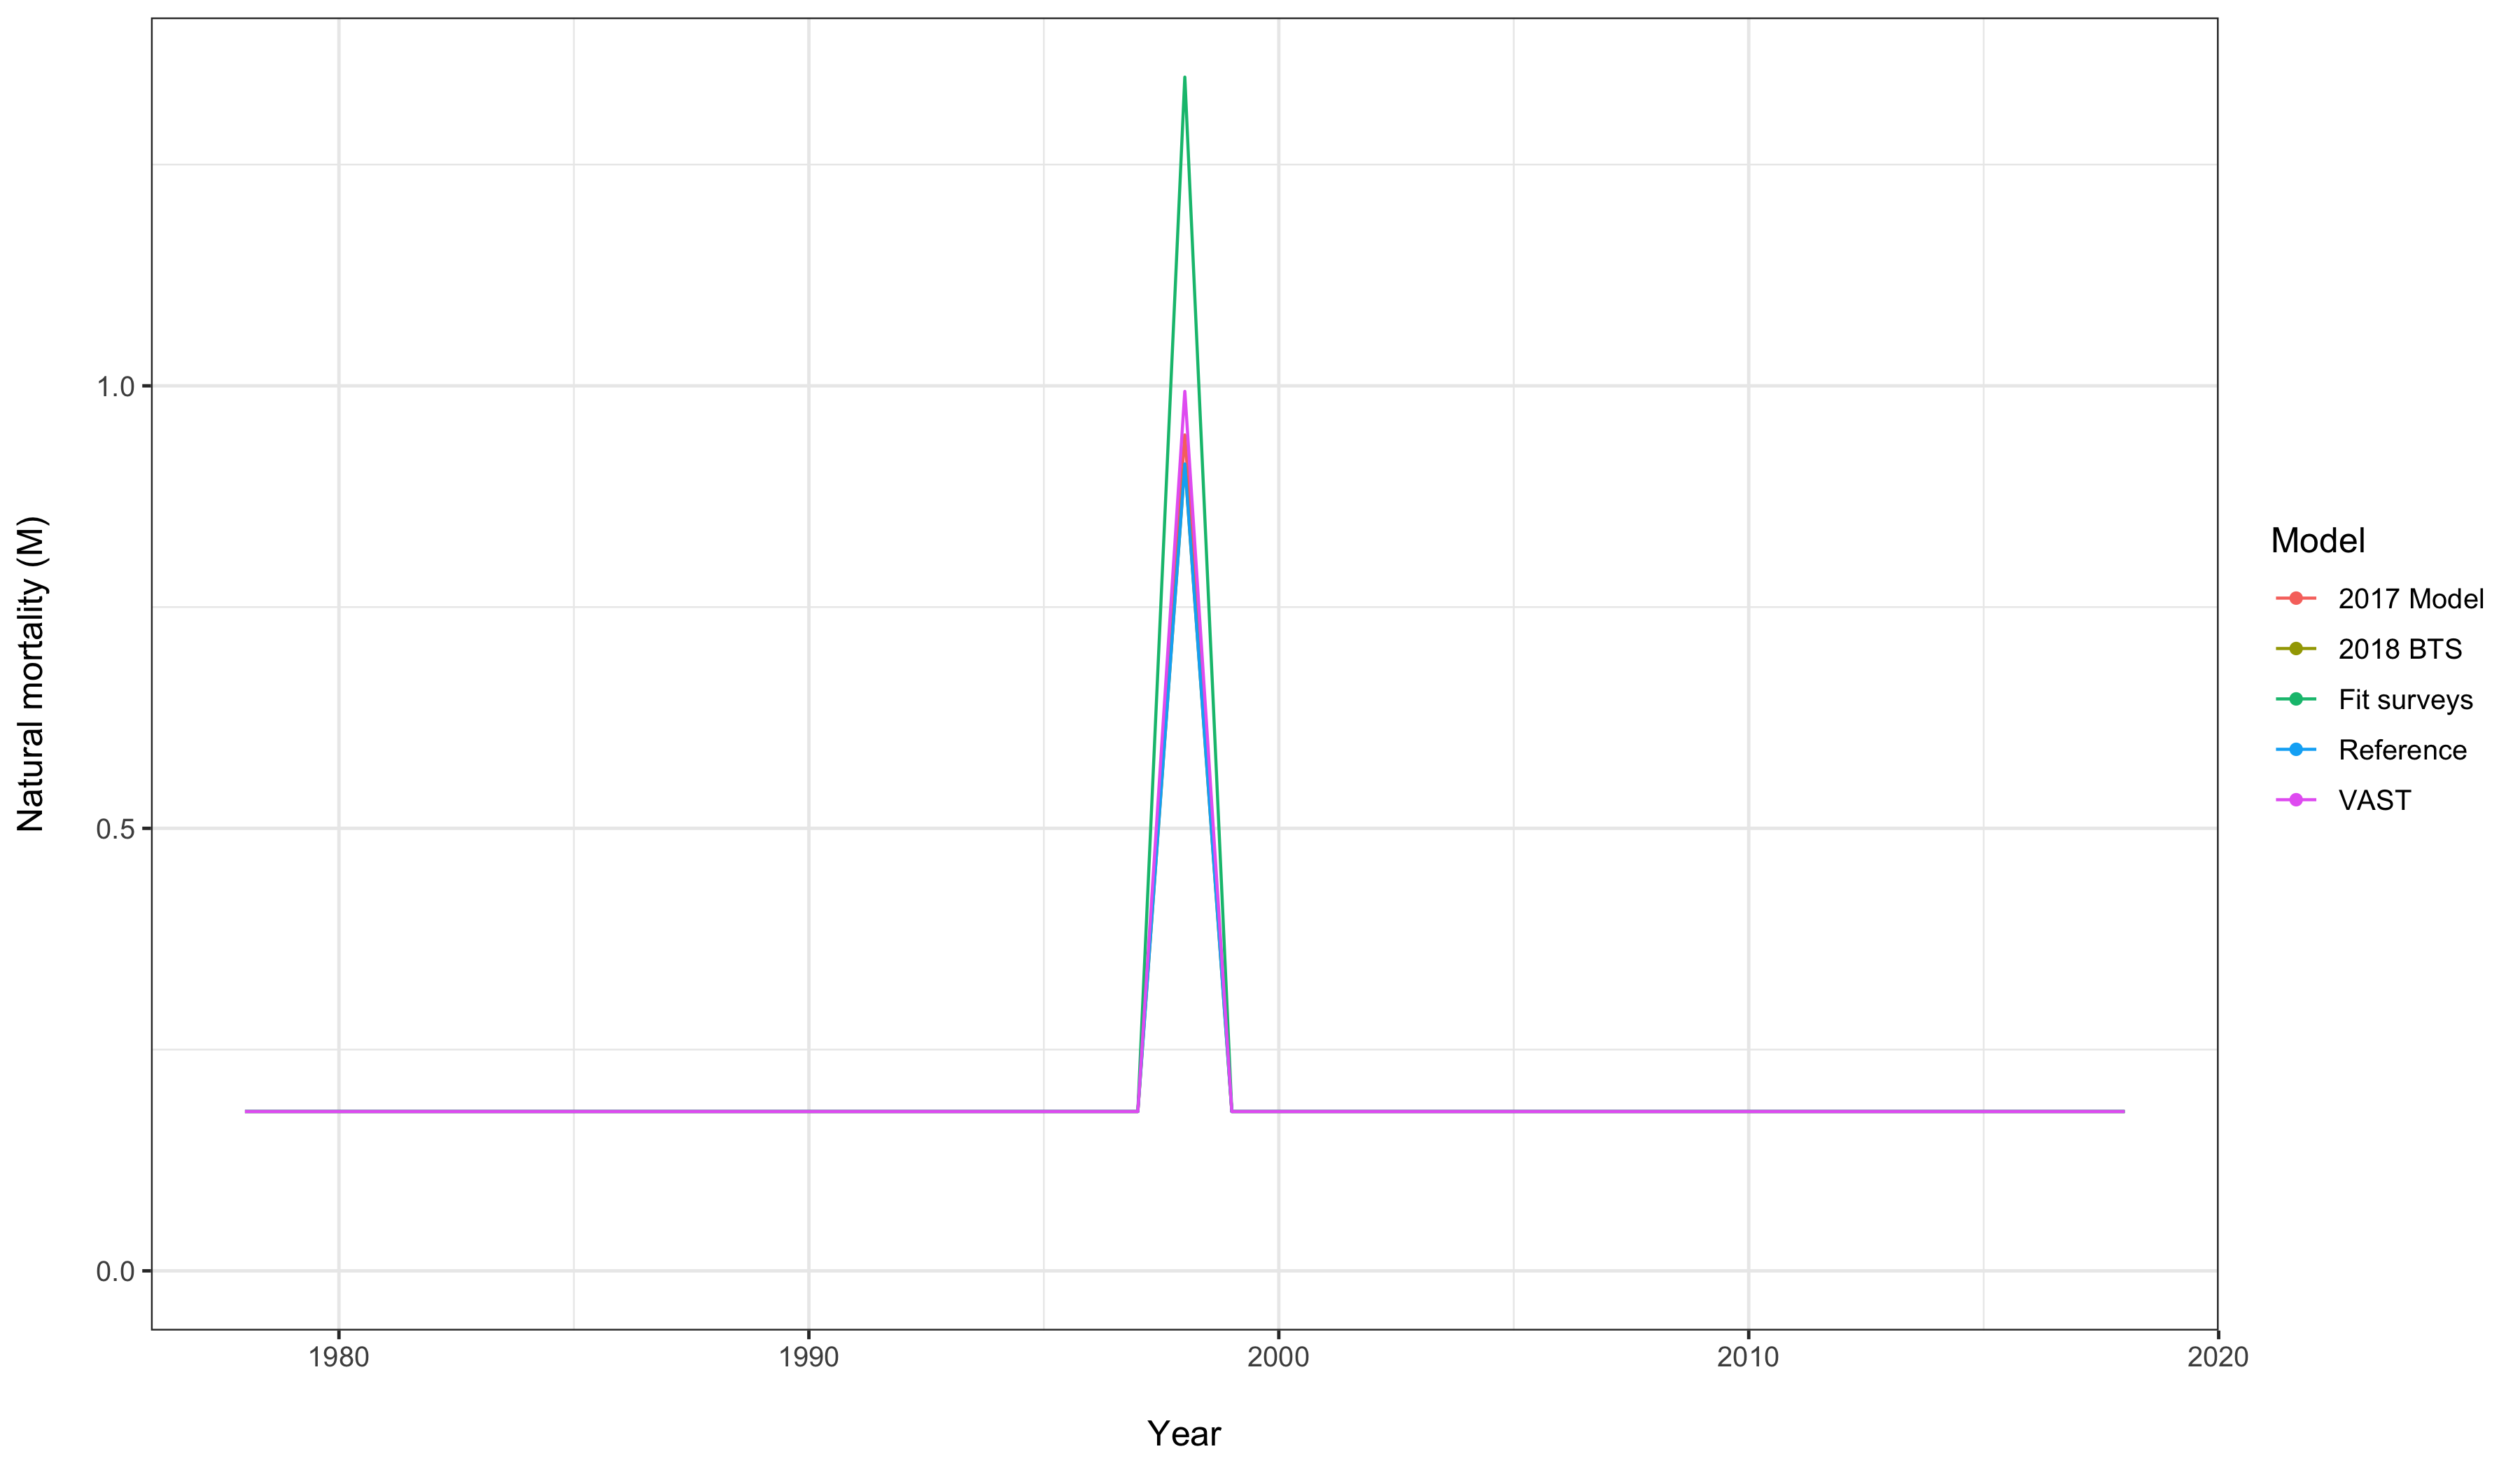 Natural mortality (M)
1.0
0.5
0.0
1980
1990
2000
2010
2020
Year
Model
2017 Model
2018 BTS
Fit surveys
Reference
VAST